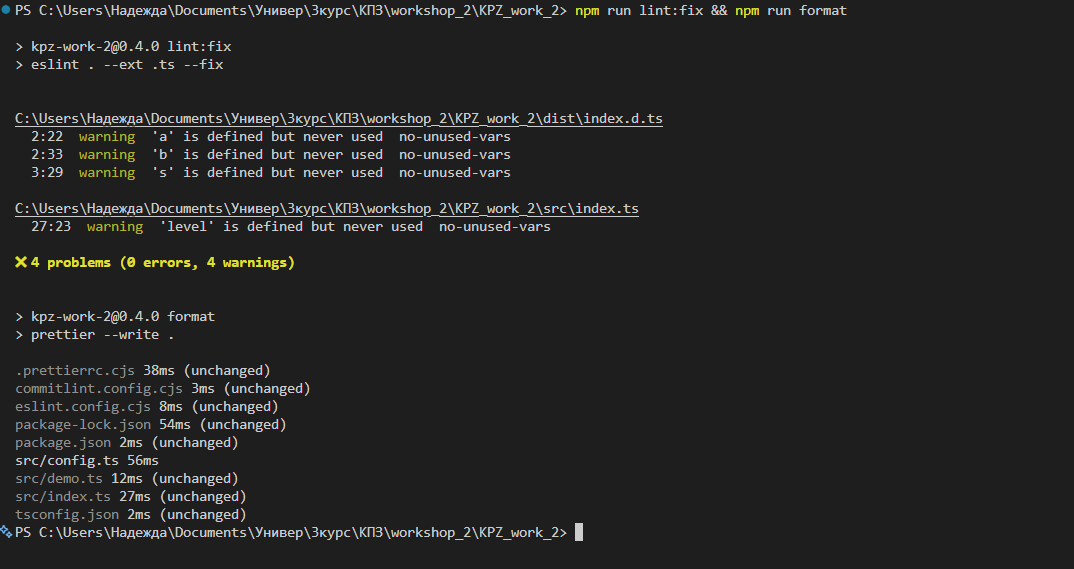 PS C:\Users\Надежда\Documents\Универ\3курс\КПЗ\workshop_2\KPZ_work_2> npm run lint:fix && npm run format
> kpz-work-2@0.4.0 lint:fix
> eslint . --ext .ts --fix
C:\Users\Надежда\Documents\Универ\3курс\КПЗ\workshop_2\KPZ_work_2\dist\index.d.ts
2:22 warning 'a' is defined but never used no-unused-vars
2:33 warning 'b' is defined but never used no-unused-vars
3:29 warning 's' is defined but never used no-unused-vars
C:\Users\Надежда\Documents\Универ\3курс\КПЗ\workshop_2\KPZ_work_2\src\index.ts
27:23 warning 'level' is defined but never used no-unused-vars
✖ 4 problems (0 errors, 4 warnings)
> kpz-work-2@0.4.0 format
> prettier --write .
.prettierrc.cjs 38ms (unchanged)
commitlint.config.cjs 3ms (unchanged)
eslint.config.cjs 8ms (unchanged)
package-lock.json 54ms (unchanged)
package.json 2ms (unchanged)
src/config.ts 56ms
src/demo.ts 12ms (unchanged)
src/index.ts 27ms (unchanged)
tsconfig.json 2ms (unchanged)
PS C:\Users\Надежда\Documents\Универ\3курс\КПЗ\workshop_2\KPZ_work_2>